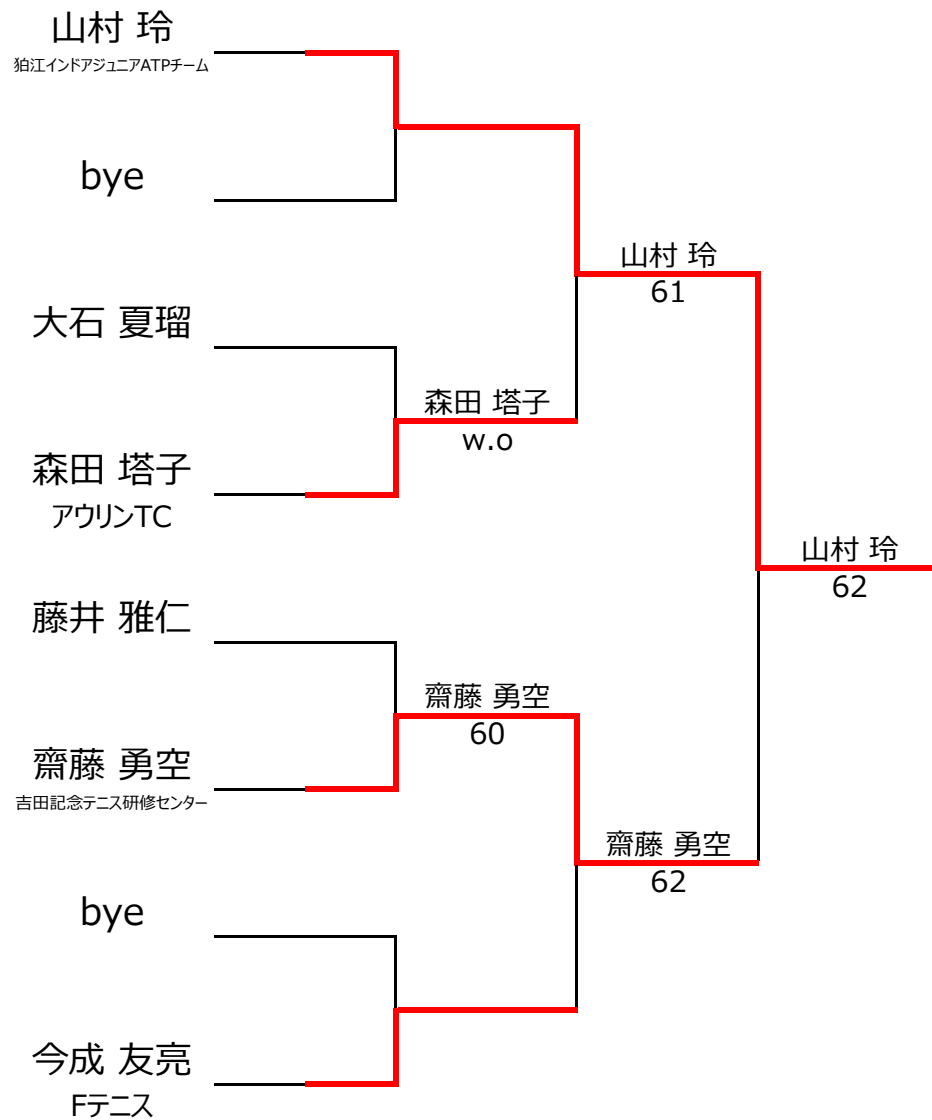 山村 玲
狛江インドアジュニアATPチーム
bye
山村 玲
61
大石 夏瑠
森田 塔子
w.o
森田 塔子
アウリンTC
山村 玲
62
藤井 雅仁
齋藤 勇空
60
齋藤 勇空
吉田記念テニス研修センター
齋藤 勇空
62
bye
今成 友亮
Fテニス